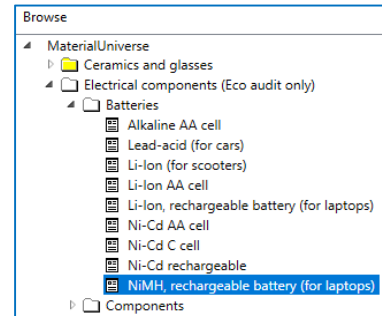 Browse
MaterialUniverse
Ceramics and glasses
Electrical components (Eco audit only)
Batteries
Alkaline AA cell
Lead-acid (for cars)
Li-Ion (for scooters)
Li-Ion AA cell
Li-Ion, rechargeable battery (for laptops)
Ni-Cd AA cell
Ni-Cd C cell
Ni-Cd rechargeable
NiMH, rechargeable battery (for laptops)
Components